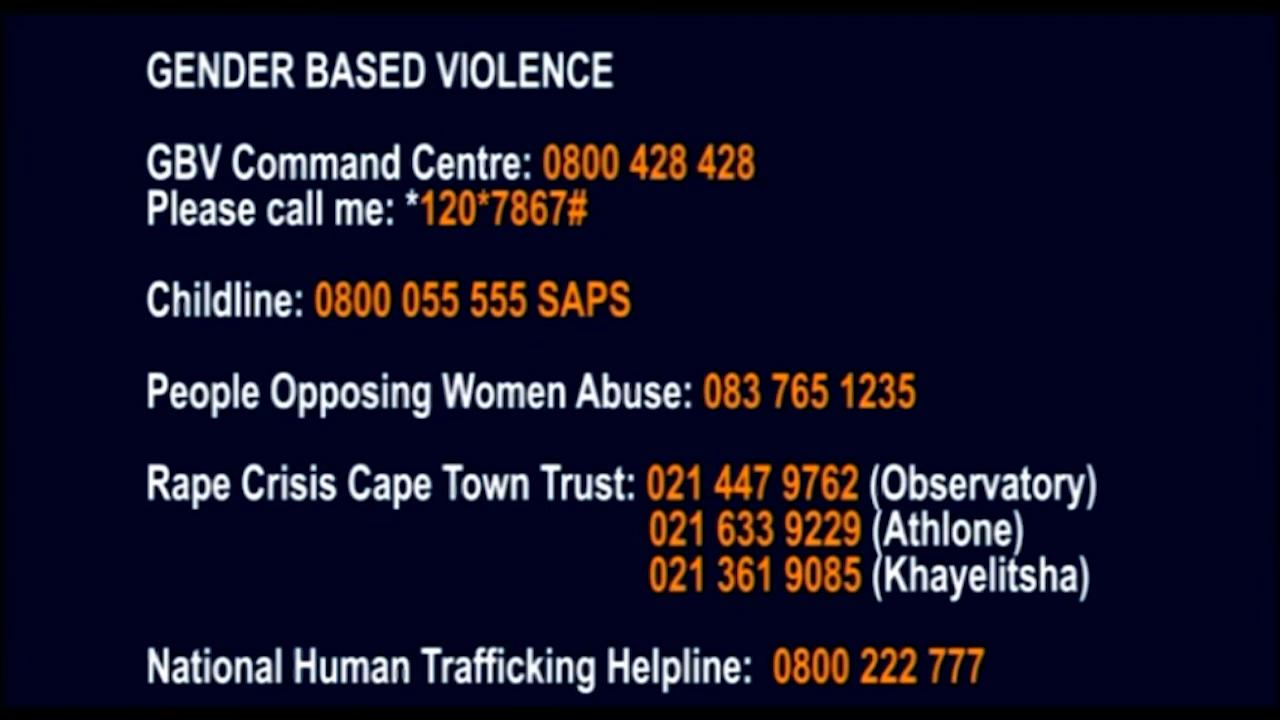 GENDER BASED VIOLENCE
GBV Command Centre: 0800 428 428
Please call me: *120*7867#
Childline: 0800 055 555 SAPS
People Opposing Women Abuse: 083 765 1235
Rape Crisis Cape Town Trust: 021 447 9762 (Observatory)
021 633 9229 (Athlone)
021 361 9085 (Khayelitsha)
National Human Trafficking Helpline: 0800 222 777